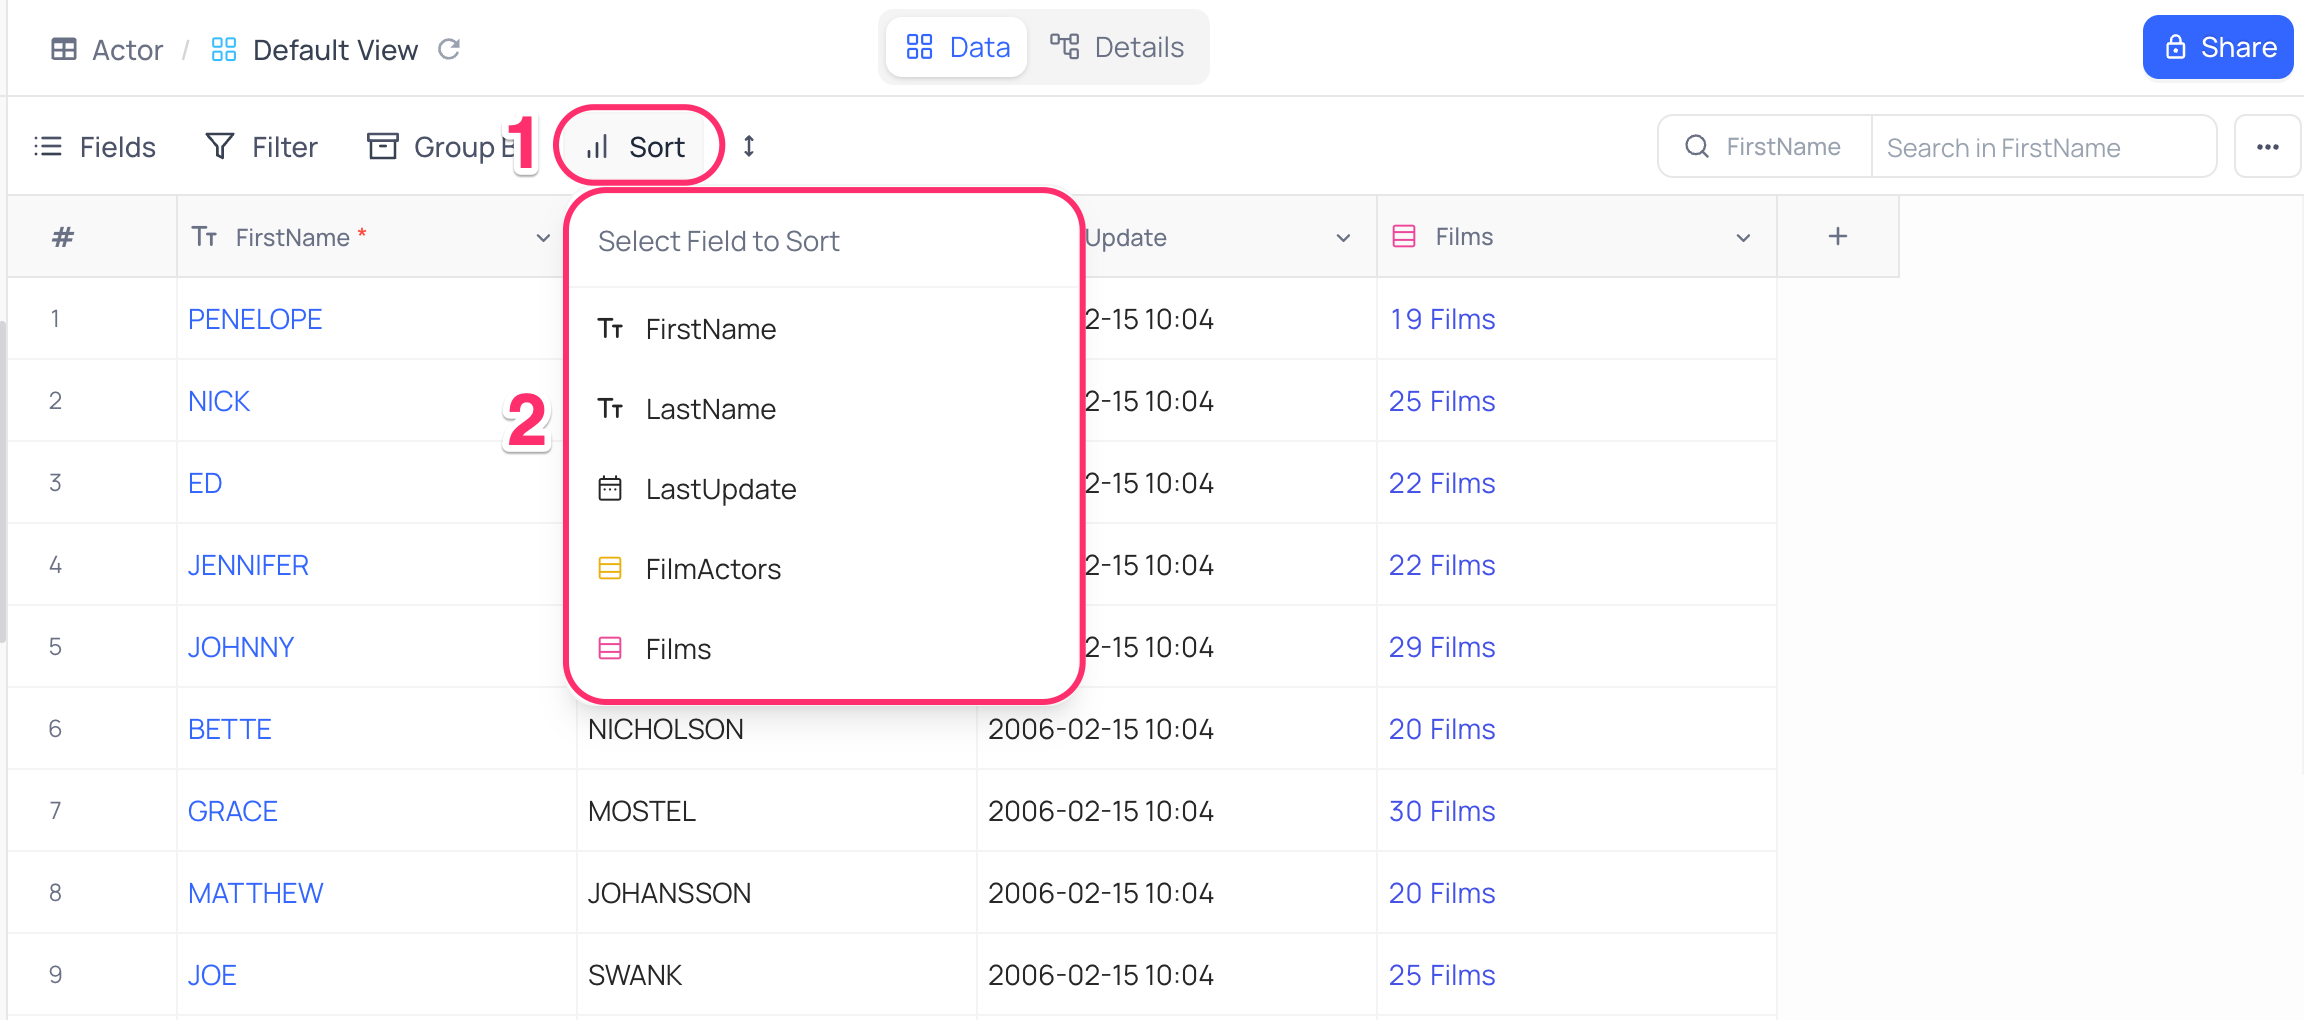 Actor / Default View
Data Details
Share
Fields Filter Group B 1 Sort
FirstName Search in FirstName
# FirstName * Update Films +
Select Field to Sort
FirstName
LastName
LastUpdate
FilmActors
Films
2
1 PENELOPE 2-15 10:04 19 Films
2 NICK 2-15 10:04 25 Films
3 ED 2-15 10:04 22 Films
4 JENNIFER 2-15 10:04 22 Films
5 JOHNNY 2-15 10:04 29 Films
6 BETTE NICHOLSON 2006-02-15 10:04 20 Films
7 GRACE MOSTEL 2006-02-15 10:04 30 Films
8 MATTHEW JOHANSSON 2006-02-15 10:04 20 Films
9 JOE SWANK 2006-02-15 10:04 25 Films